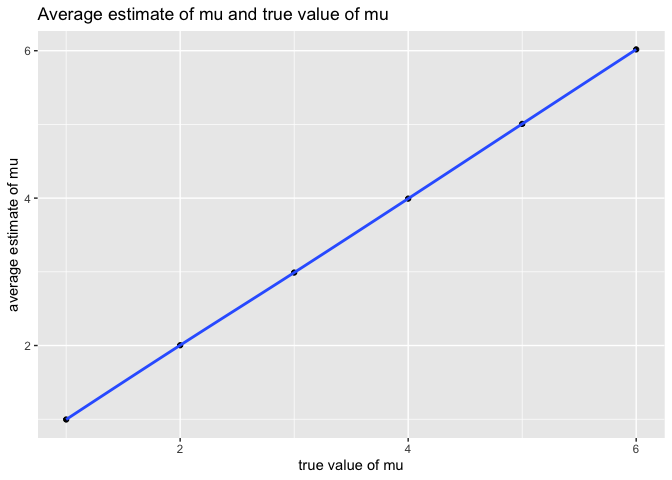 Average estimate of mu and true value of mu
average estimate of mu
6
4
2
2
4
6
true value of mu